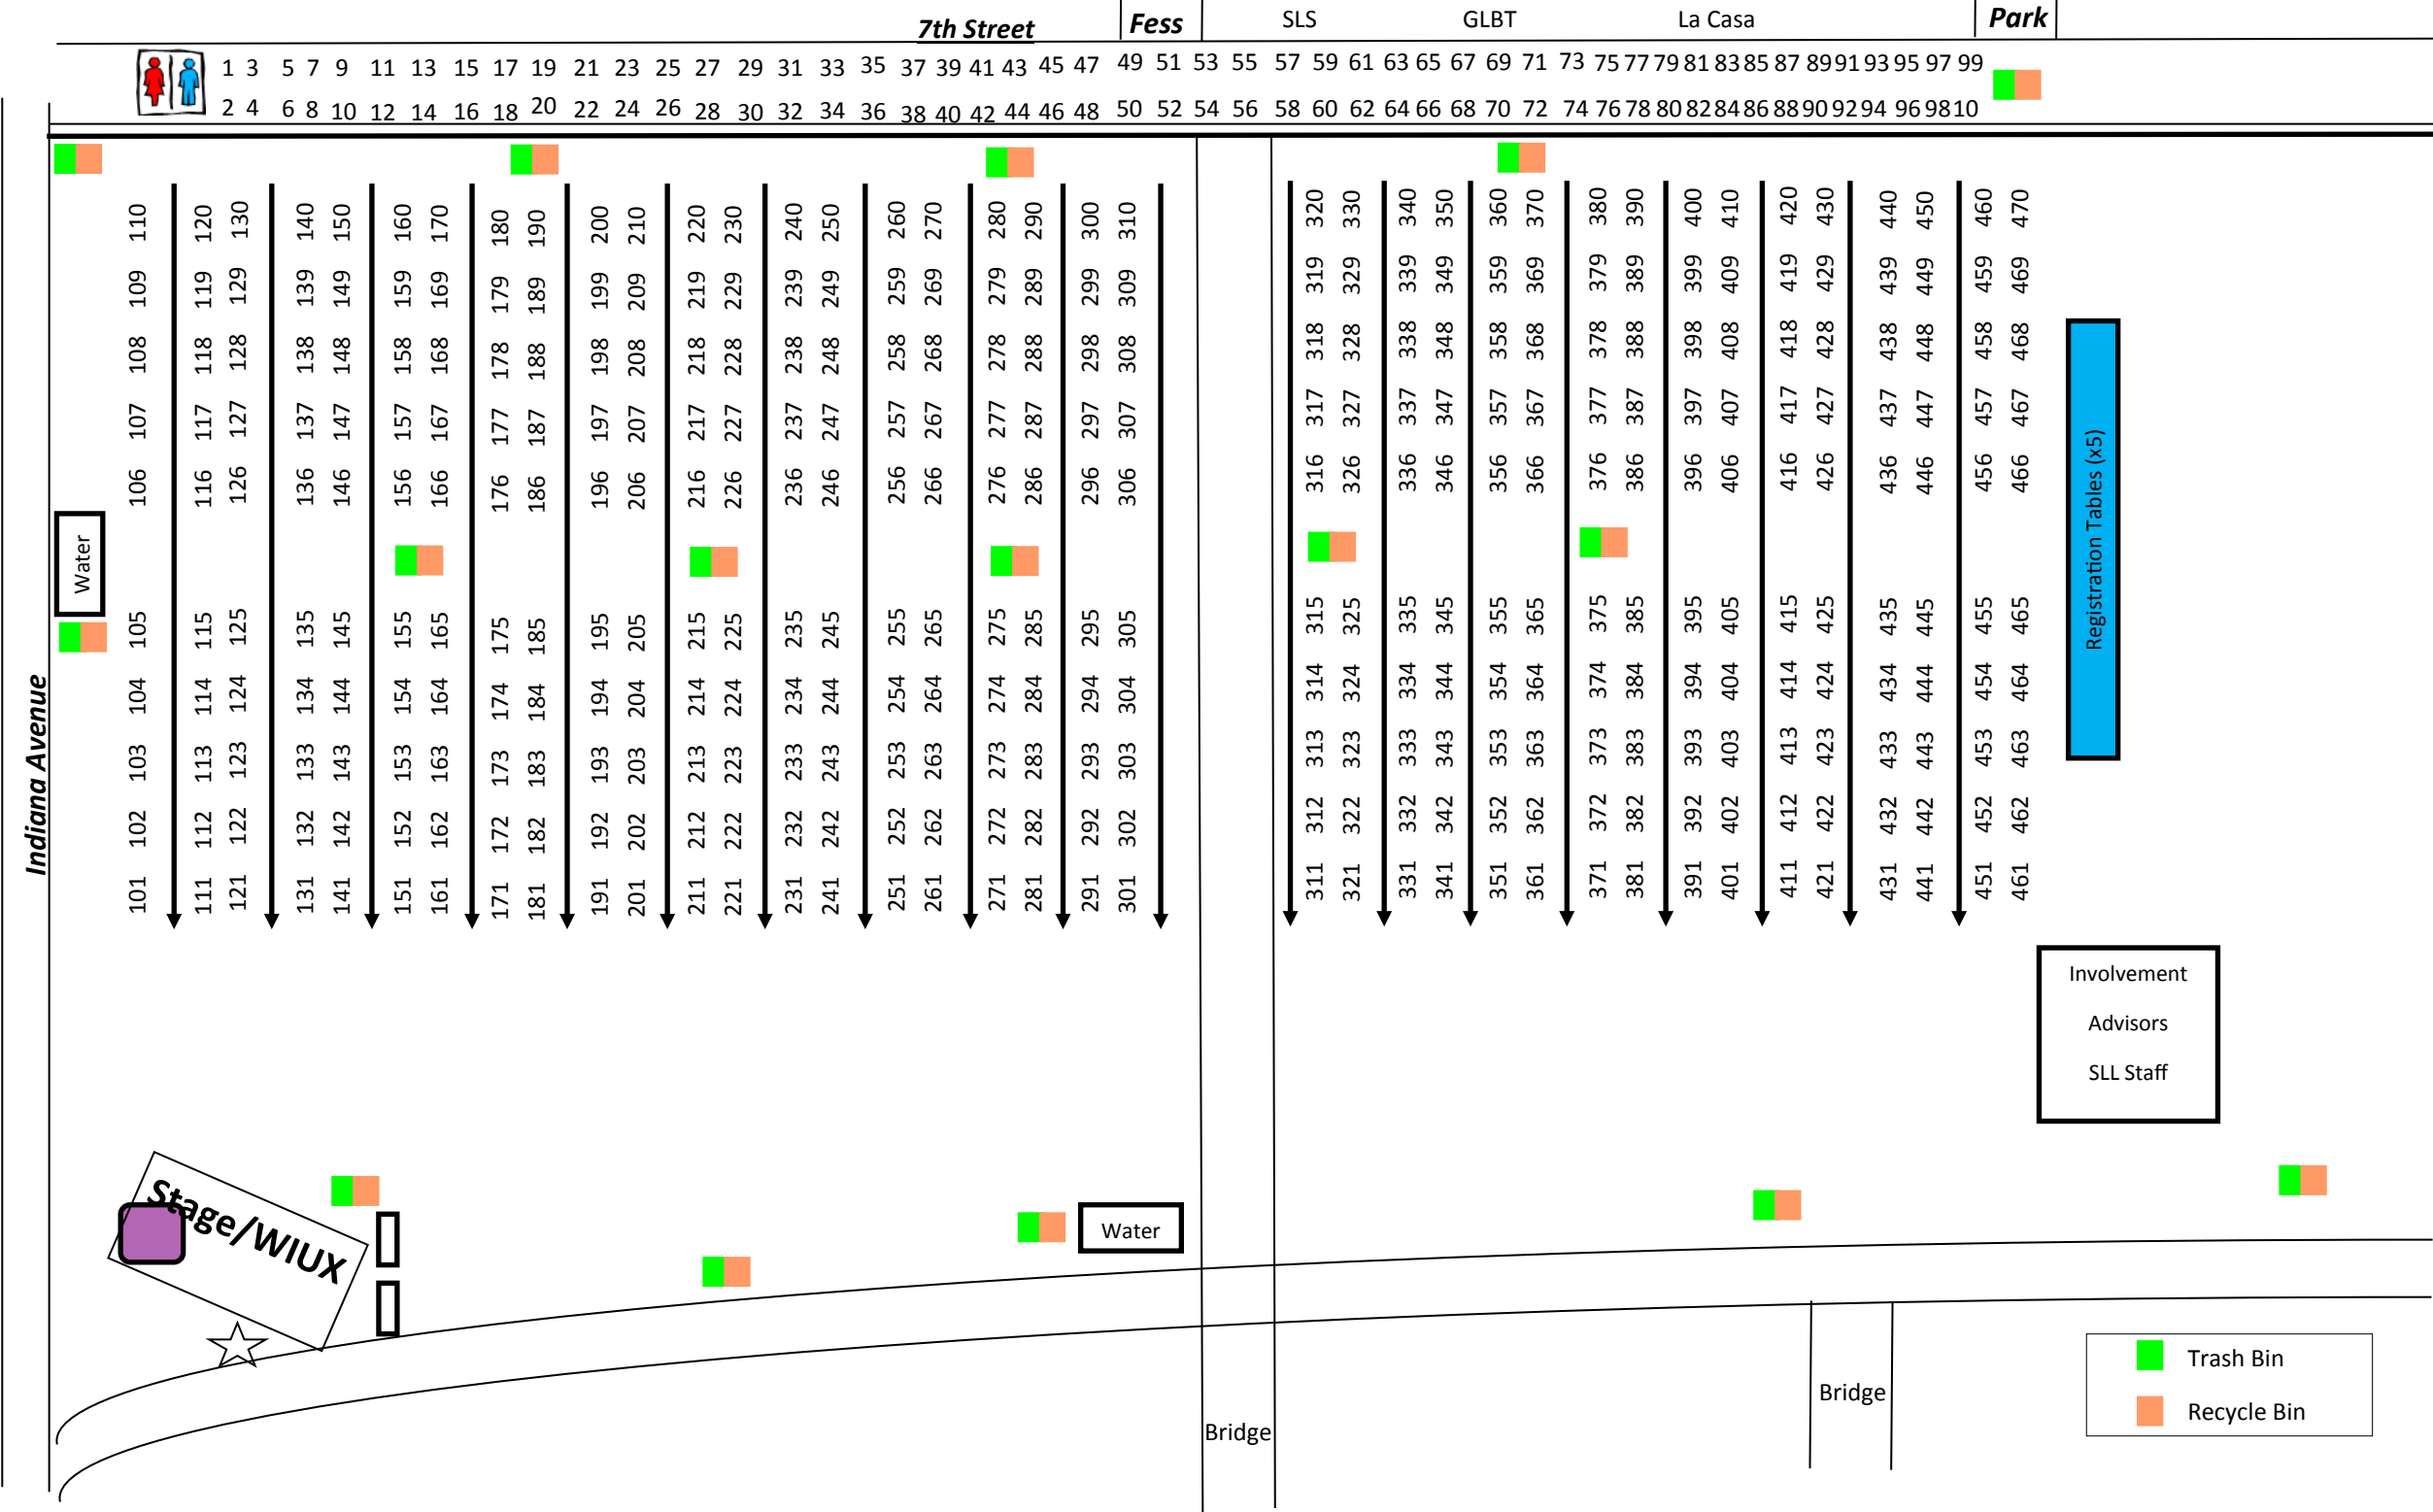 7th Street Fess SLS GLBT La Casa Park
1 3 5 7 9 11 13 15 17 19 21 23 25 27 29 31 33 35 37 39 41 43 45 47 49 51 53 55 57 59 61 63 65 67 69 71 73 75 77 79 81 83 85 87 89 91 93 95 97 99
2 4 6 8 10 12 14 16 18 20 22 24 26 28 30 32 34 36 38 40 42 44 46 48 50 52 54 56 58 60 62 64 66 68 70 72 74 76 78 80 82 84 86 88 90 92 94 96 98 10
110 120 130 140 150 160 170 180 190 200 210 220 230 240 250 260 270 280 290 300 310 320 330 340 350 360 370 380 390 400 410 420 430 440 450 460 470
109 119 129 139 149 159 169 179 189 199 209 219 229 239 249 259 269 279 289 299 309 319 329 339 349 359 369 379 389 399 409 419 429 439 449 459 469
108 118 128 138 148 158 168 178 188 198 208 218 228 238 248 258 268 278 288 298 308 318 328 338 348 358 368 378 388 398 408 418 428 438 448 458 468
107 117 127 137 147 157 167 177 187 197 207 217 227 237 247 257 267 277 287 297 307 317 327 337 347 357 367 377 387 397 407 417 427 437 447 457 467
106 116 126 136 146 156 166 176 186 196 206 216 226 236 246 256 266 276 286 296 306 316 326 336 346 356 366 376 386 396 406 416 426 436 446 456 466
Water
Registration Tables (x5)
105 115 125 135 145 155 165 175 185 195 205 215 225 235 245 255 265 275 285 295 305 315 325 335 345 355 365 375 385 395 405 415 425 435 445 455 465
104 114 124 134 144 154 164 174 184 194 204 214 224 234 244 254 264 274 284 294 304 314 324 334 344 354 364 374 384 394 404 414 424 434 444 454 464
103 113 123 133 143 153 163 173 183 193 203 213 223 233 243 253 263 273 283 293 303 313 323 333 343 353 363 373 383 393 403 413 423 433 443 453 463
102 112 122 132 142 152 162 172 182 192 202 212 222 232 242 252 262 272 282 292 302 312 322 332 342 352 362 372 382 392 402 412 422 432 442 452 462
101 111 121 131 141 151 161 171 181 191 201 211 221 231 241 251 261 271 281 291 301 311 321 331 341 351 361 371 381 391 401 411 421 431 441 451 461
Indiana Avenue
Involvement
Advisors
SLL Staff
Stage/WIUX
Water
Trash Bin
Bridge
Recycle Bin
Bridge